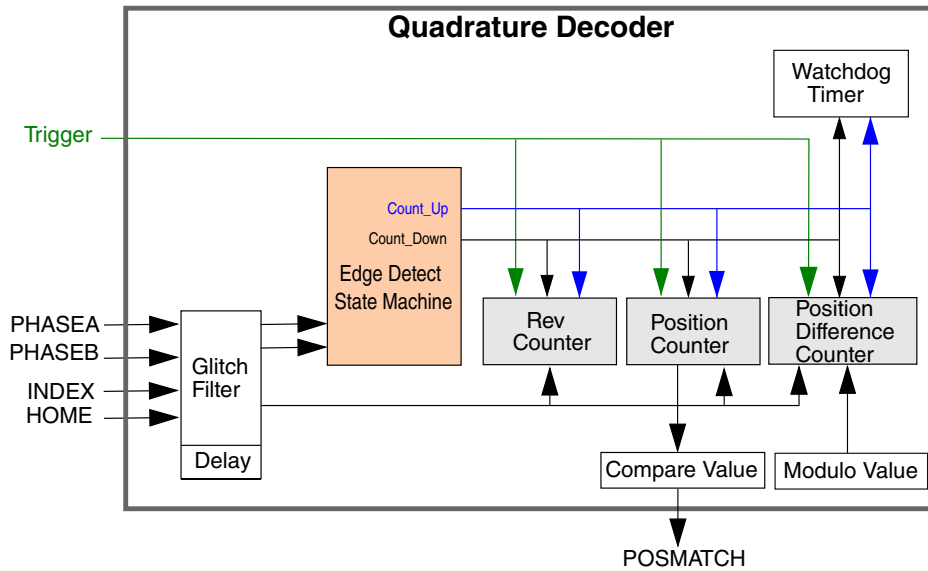 Quadrature Decoder
Watchdog
Timer
Trigger
Count_Up
Count_Down
Edge Detect
State Machine
PHASEA
PHASEB
INDEX
HOME
Glitch
Filter
Delay
Rev
Counter
Position
Counter
Position
Difference
Counter
Compare Value
Modulo Value
POSMATCH